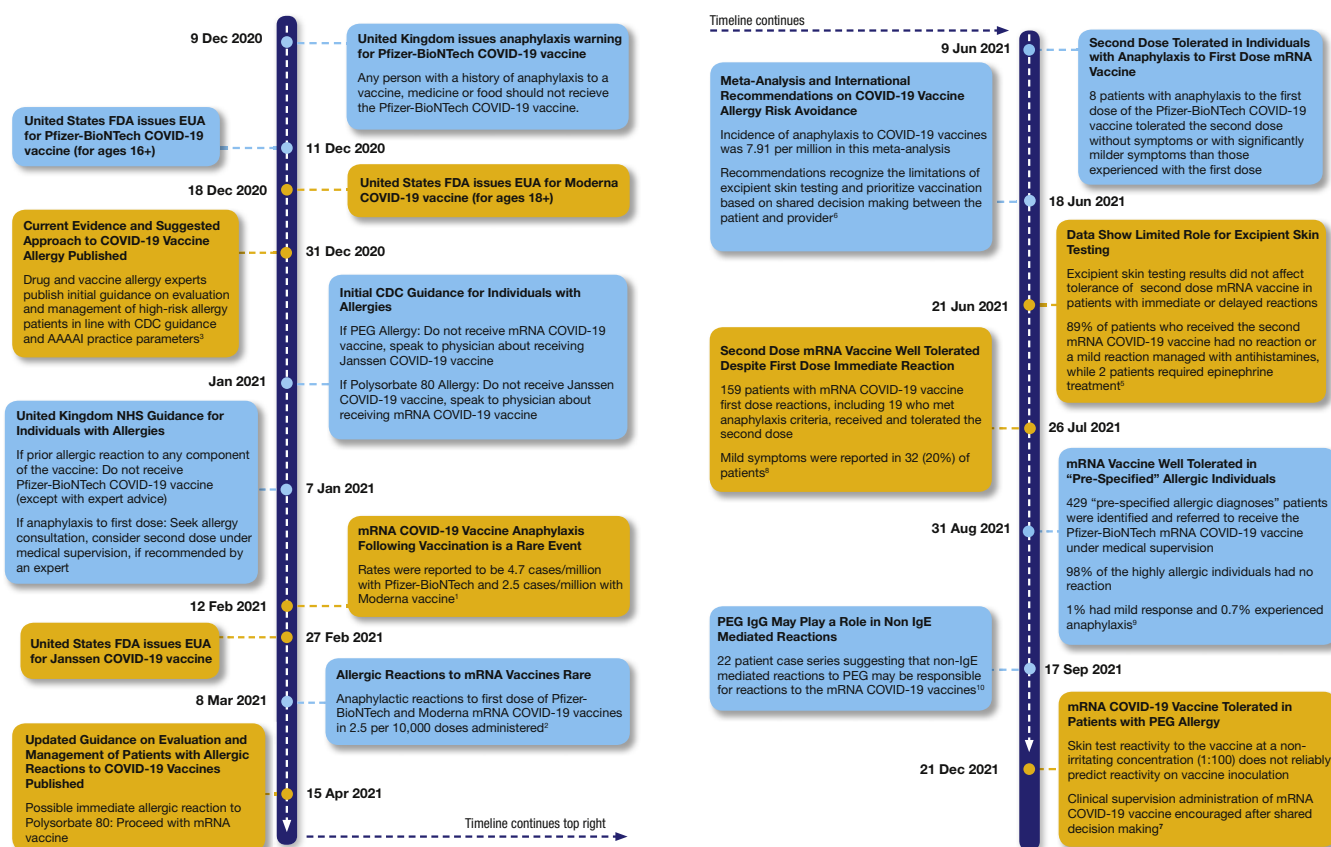 9 Dec 2020
United Kingdom issues anaphylaxis warning
for Pfizer-BioNTech COVID-19 vaccine
Any person with a history of anaphylaxis to a
vaccine, medicine or food should not recieve
the Pfizer-BioNTech COVID-19 vaccine.
United States FDA issues EUA
for Pfizer-BioNTech COVID-19
vaccine (for ages 16+)
11 Dec 2020
18 Dec 2020
United States FDA issues EUA for Moderna
COVID-19 vaccine (for ages 18+)
Current Evidence and Suggested
Approach to COVID-19 Vaccine
Allergy Published
Drug and vaccine allergy experts
publish initial guidance on evaluation
and management of high-risk allergy
patients in line with CDC guidance
and AAAAI practice parameters³
31 Dec 2020
Initial CDC Guidance for Individuals with
Allergies
If PEG Allergy: Do not receive mRNA COVID-19
vaccine, speak to physician about receiving
Janssen COVID-19 vaccine
If Polysorbate 80 Allergy: Do not receive Janssen
COVID-19 vaccine, speak to physician about
receiving mRNA COVID-19 vaccine
Jan 2021
United Kingdom NHS Guidance for
Individuals with Allergies
If prior allergic reaction to any component
of the vaccine: Do not receive
Pfizer-BioNTech COVID-19 vaccine
(except with expert advice)
If anaphylaxis to first dose: Seek allergy
consultation, consider second dose under
medical supervision, if recommended by
an expert
7 Jan 2021
mRNA COVID-19 Vaccine Anaphylaxis
Following Vaccination is a Rare Event
Rates were reported to be 4.7 cases/million
with Pfizer-BioNTech and 2.5 cases/million with
Moderna vaccine¹
12 Feb 2021
27 Feb 2021
United States FDA issues EUA
for Janssen COVID-19 vaccine
Allergic Reactions to mRNA Vaccines Rare
Anaphylactic reactions to first dose of Pfizer-
BioNTech and Moderna mRNA COVID-19 vaccines
in 2.5 per 10,000 doses administered²
8 Mar 2021
Updated Guidance on Evaluation and
Management of Patients with Allergic
Reactions to COVID-19 Vaccines
Published
Possible immediate allergic reaction to
Polysorbate 80: Proceed with mRNA
vaccine
15 Apr 2021
Timeline continues top right
Timeline continues
9 Jun 2021
Second Dose Tolerated in Individuals
with Anaphylaxis to First Dose mRNA
Vaccine
8 patients with anaphylaxis to the first
dose of the Pfizer-BioNTech COVID-19
vaccine tolerated the second dose
without symptoms or with significantly
milder symptoms than those
experienced with the first dose
Meta-Analysis and International
Recommendations on COVID-19 Vaccine
Allergy Risk Avoidance
Incidence of anaphylaxis to COVID-19 vaccines
was 7.91 per million in this meta-analysis
Recommendations recognize the limitations of
excipient skin testing and prioritize vaccination
based on shared decision making between the
patient and provider⁶
18 Jun 2021
Data Show Limited Role for Excipient Skin
Testing
Excipient skin testing results did not affect
tolerance of second dose mRNA vaccine in
patients with immediate or delayed reactions
89% of patients who received the second
mRNA COVID-19 vaccine had no reaction or
a mild reaction managed with antihistamines,
while 2 patients required epinephrine
treatment⁵
21 Jun 2021
Second Dose mRNA Vaccine Well Tolerated
Despite First Dose Immediate Reaction
159 patients with mRNA COVID-19 vaccine
first dose reactions, including 19 who met
anaphylaxis criteria, received and tolerated the
second dose
Mild symptoms were reported in 32 (20%) of
patients⁸
26 Jul 2021
mRNA Vaccine Well Tolerated in
“Pre-Specified” Allergic Individuals
429 “pre-specified allergic diagnoses” patients
were identified and referred to receive the
Pfizer-BioNTech mRNA COVID-19 vaccine
under medical supervision
98% of the highly allergic individuals had no
reaction
1% had mild response and 0.7% experienced
anaphylaxis⁹
31 Aug 2021
PEG IgG May Play a Role in Non IgE
Mediated Reactions
22 patient case series suggesting that non-IgE
mediated reactions to PEG may be responsible
for reactions to the mRNA COVID-19 vaccines¹⁰
17 Sep 2021
mRNA COVID-19 Vaccine Tolerated in
Patients with PEG Allergy
Skin test reactivity to the vaccine at a non-
irritating concentration (1:100) does not reliably
predict reactivity on vaccine inoculation
Clinical supervision administration of mRNA
COVID-19 vaccine encouraged after shared
decision making⁷
21 Dec 2021